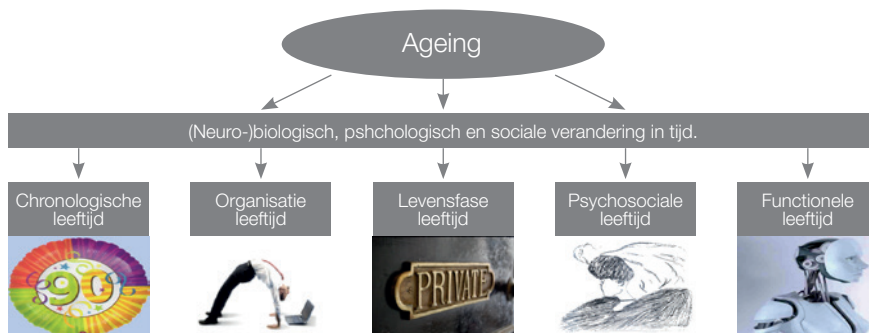 Ageing
(Neuro-)biologisch, pshchologisch en sociale verandering in tijd.
Chronologische
leeftijd
Organisatie
leeftijd
Levensfase
leeftijd
Psychosociale
leeftijd
Functionele
leeftijd
90
PRIVATE